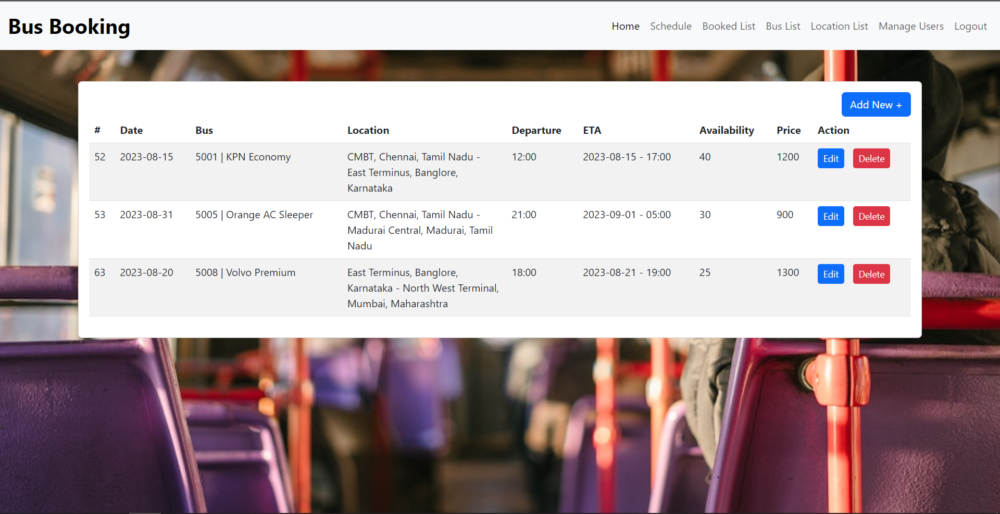 Bus Booking
Home Schedule Booked List Bus List Location List Manage Users Logout
Add New +
# Date Bus Location Departure ETA Availability Price Action
52 2023-08-15 5001 | KPN Economy CMBT, Chennai, Tamil Nadu - 12:00 2023-08-15 - 17:00 40 1200 Edit Delete
East Terminus, Banglore,
Karnataka
53 2023-08-31 5005 | Orange AC Sleeper CMBT, Chennai, Tamil Nadu - 21:00 2023-09-01 - 05:00 30 900 Edit Delete
Madurai Central, Madurai, Tamil
Nadu
63 2023-08-20 5008 | Volvo Premium East Terminus, Banglore, 18:00 2023-08-21 - 19:00 25 1300 Edit Delete
Karnataka - North West Terminal,
Mumbai, Maharashtra